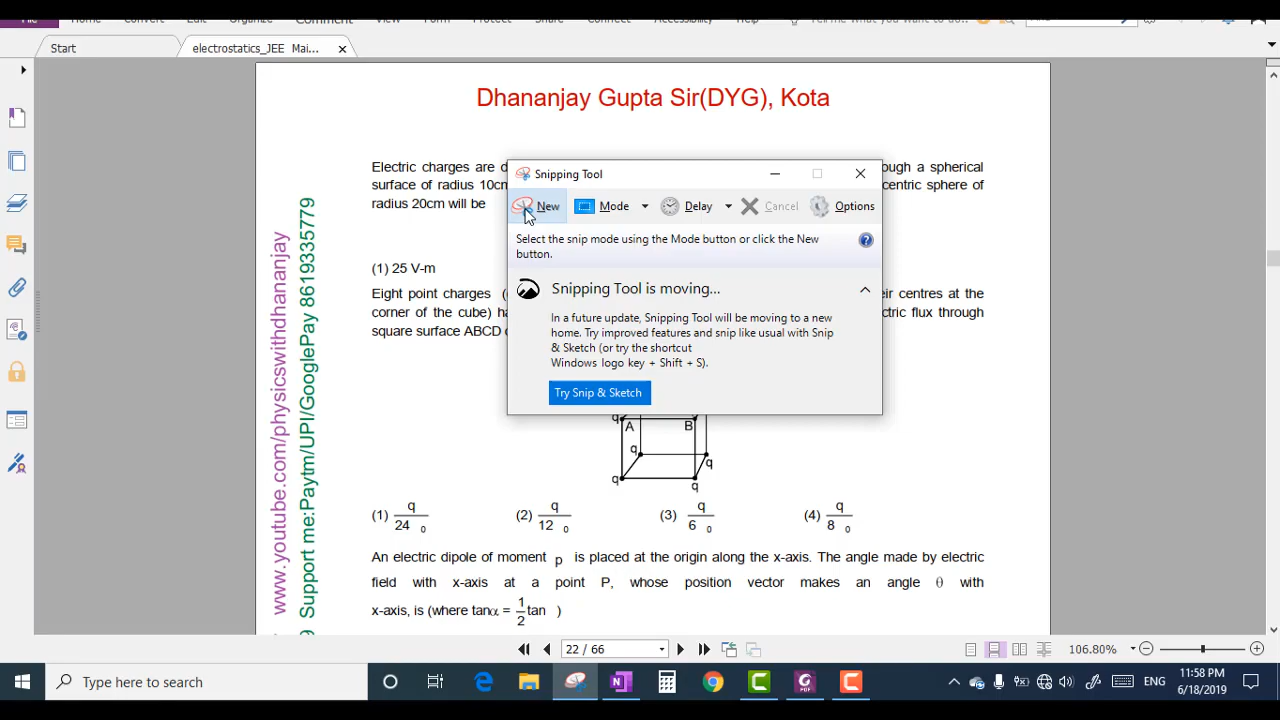 Start
electrostatics_JEE Mai...
Dhananjay Gupta Sir(DYG), Kota
Electric charges are d
ough a spherical
surface of radius 10cm
centric sphere of
radius 20cm will be
(1) 25 V-m
Eight point charges
eir centres at the
corner of the cube) ha
ctric flux through
square surface ABCD
Snipping Tool
New
Mode
Delay
Cancel
Options
Select the snip mode using the Mode button or click the New
button.
Snipping Tool is moving...
In a future update, Snipping Tool will be moving to a new
home. Try improved features and snip like usual with Snip
& Sketch (or try the shortcut
Windows logo key + Shift + S).
Try Snip & Sketch
q A B
q
q
q q
(1) q/24 0 (2) q/12 0 (3) q/6 0 (4) q/8 0
An electric dipole of moment p is placed at the origin along the x-axis. The angle made by electric
field with x-axis at a point P, whose position vector makes an angle θ with
x-axis, is (where tanα = 1/2 tan )
www.youtube.com/physicswithdhananjay
Support me:Paytm/UPI/GooglePay 8619335779
22 / 66
106.80%
Type here to search
ENG
11:58 PM
6/18/2019